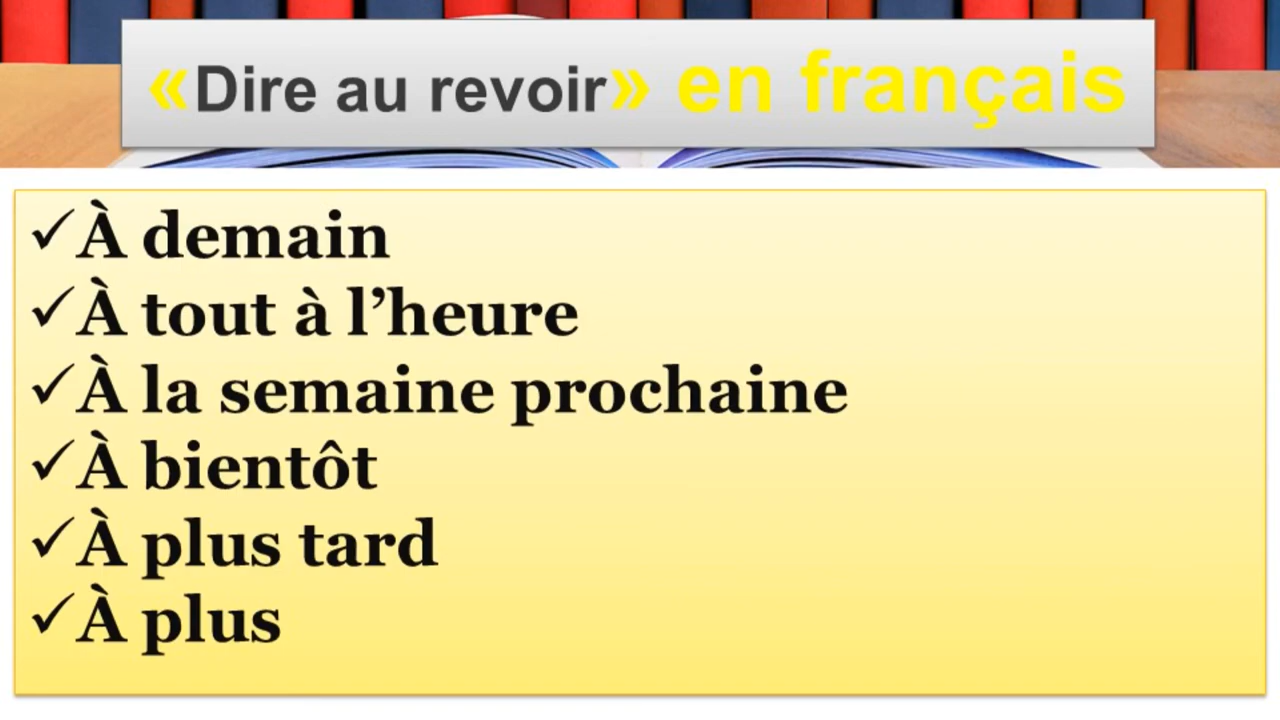 «Dire au revoir» en français
✓À demain
✓À tout à l’heure
✓À la semaine prochaine
✓À bientôt
✓À plus tard
✓À plus